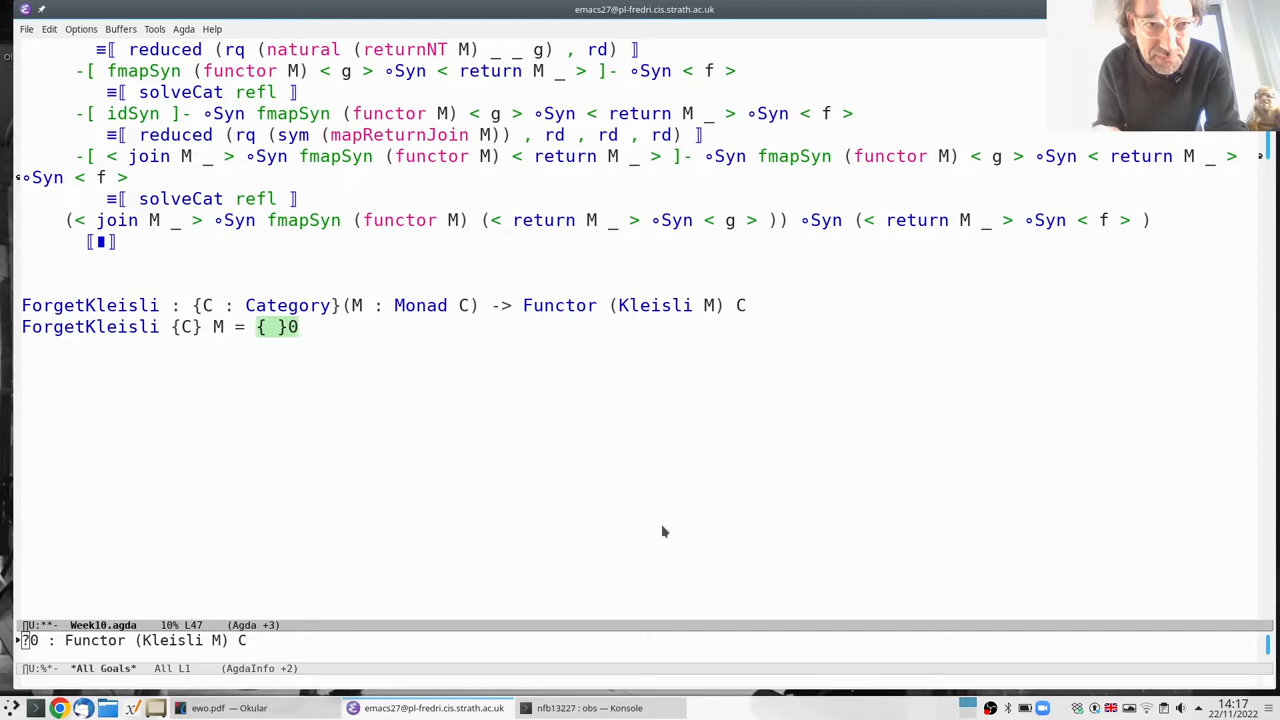 emacs27@pl-fredri.cis.strath.ac.uk
File Edit Options Buffers Tools Agda Help
≡⟦ reduced (rq (natural (returnNT M) _ _ g) , rd) ⟧
-[ fmapSyn (functor M) < g > ∘Syn < return M _ > ]- ∘Syn < f >
≡⟦ solveCat refl ⟧
-[ idSyn ]- ∘Syn fmapSyn (functor M) < g > ∘Syn < return M _ > ∘Syn < f >
≡⟦ reduced (rq (sym (mapReturnJoin M)) , rd , rd , rd) ⟧
-[ < join M _ > ∘Syn fmapSyn (functor M) < return M _ > ]- ∘Syn fmapSyn (functor M) < g > ∘Syn < return M _ >
∘Syn < f >
≡⟦ solveCat refl ⟧
(< join M _ > ∘Syn fmapSyn (functor M) (< return M _ > ∘Syn < g > )) ∘Syn (< return M _ > ∘Syn < f > )
⟦∎⟧
ForgetKleisli : {C : Category}(M : Monad C) -> Functor (Kleisli M) C
ForgetKleisli {C} M = { }0
U:**- Week10.agda 10% L47 (Agda +3)
?0 : Functor (Kleisli M) C
U:%*- *All Goals* All L1 (AgdaInfo +2)
ewo.pdf — Okular
emacs27@pl-fredri.cis.strath.ac.uk
nfb13227 : obs — Konsole
14:17
22/11/2022